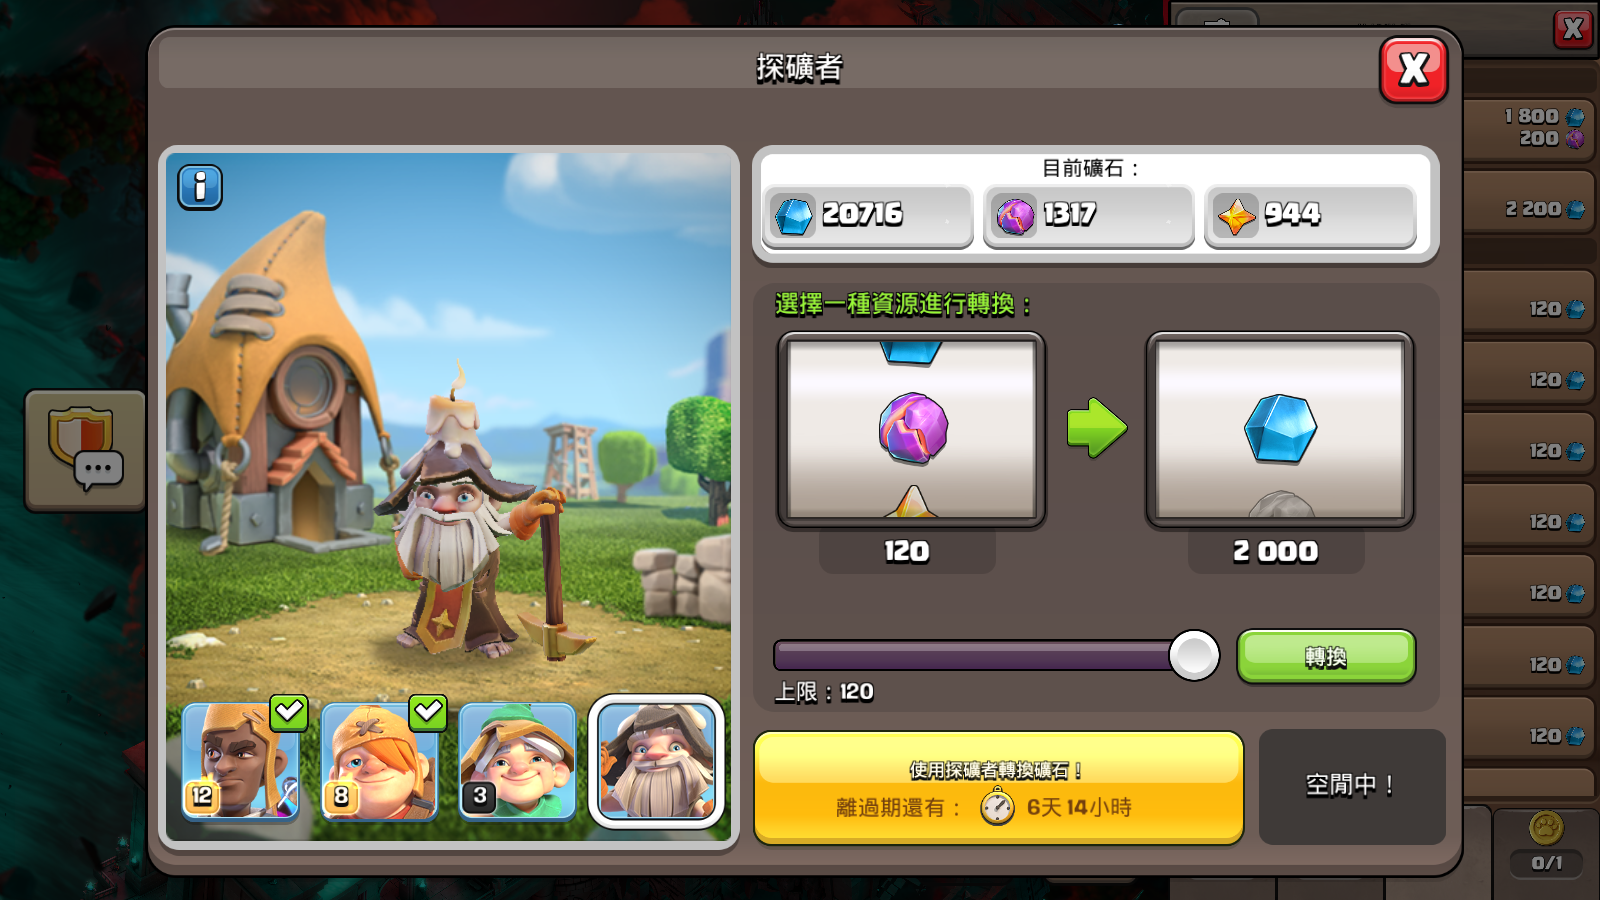 探礦者
X
X
1 800
200
2 200
120
120
120
120
120
120
120
0/1
i
12
8
3
目前礦石：
20716
1317
944
選擇一種資源進行轉換：
120
2 000
上限：120
轉換
使用探礦者轉換礦石！
離過期還有： 6天14小時
空閒中！